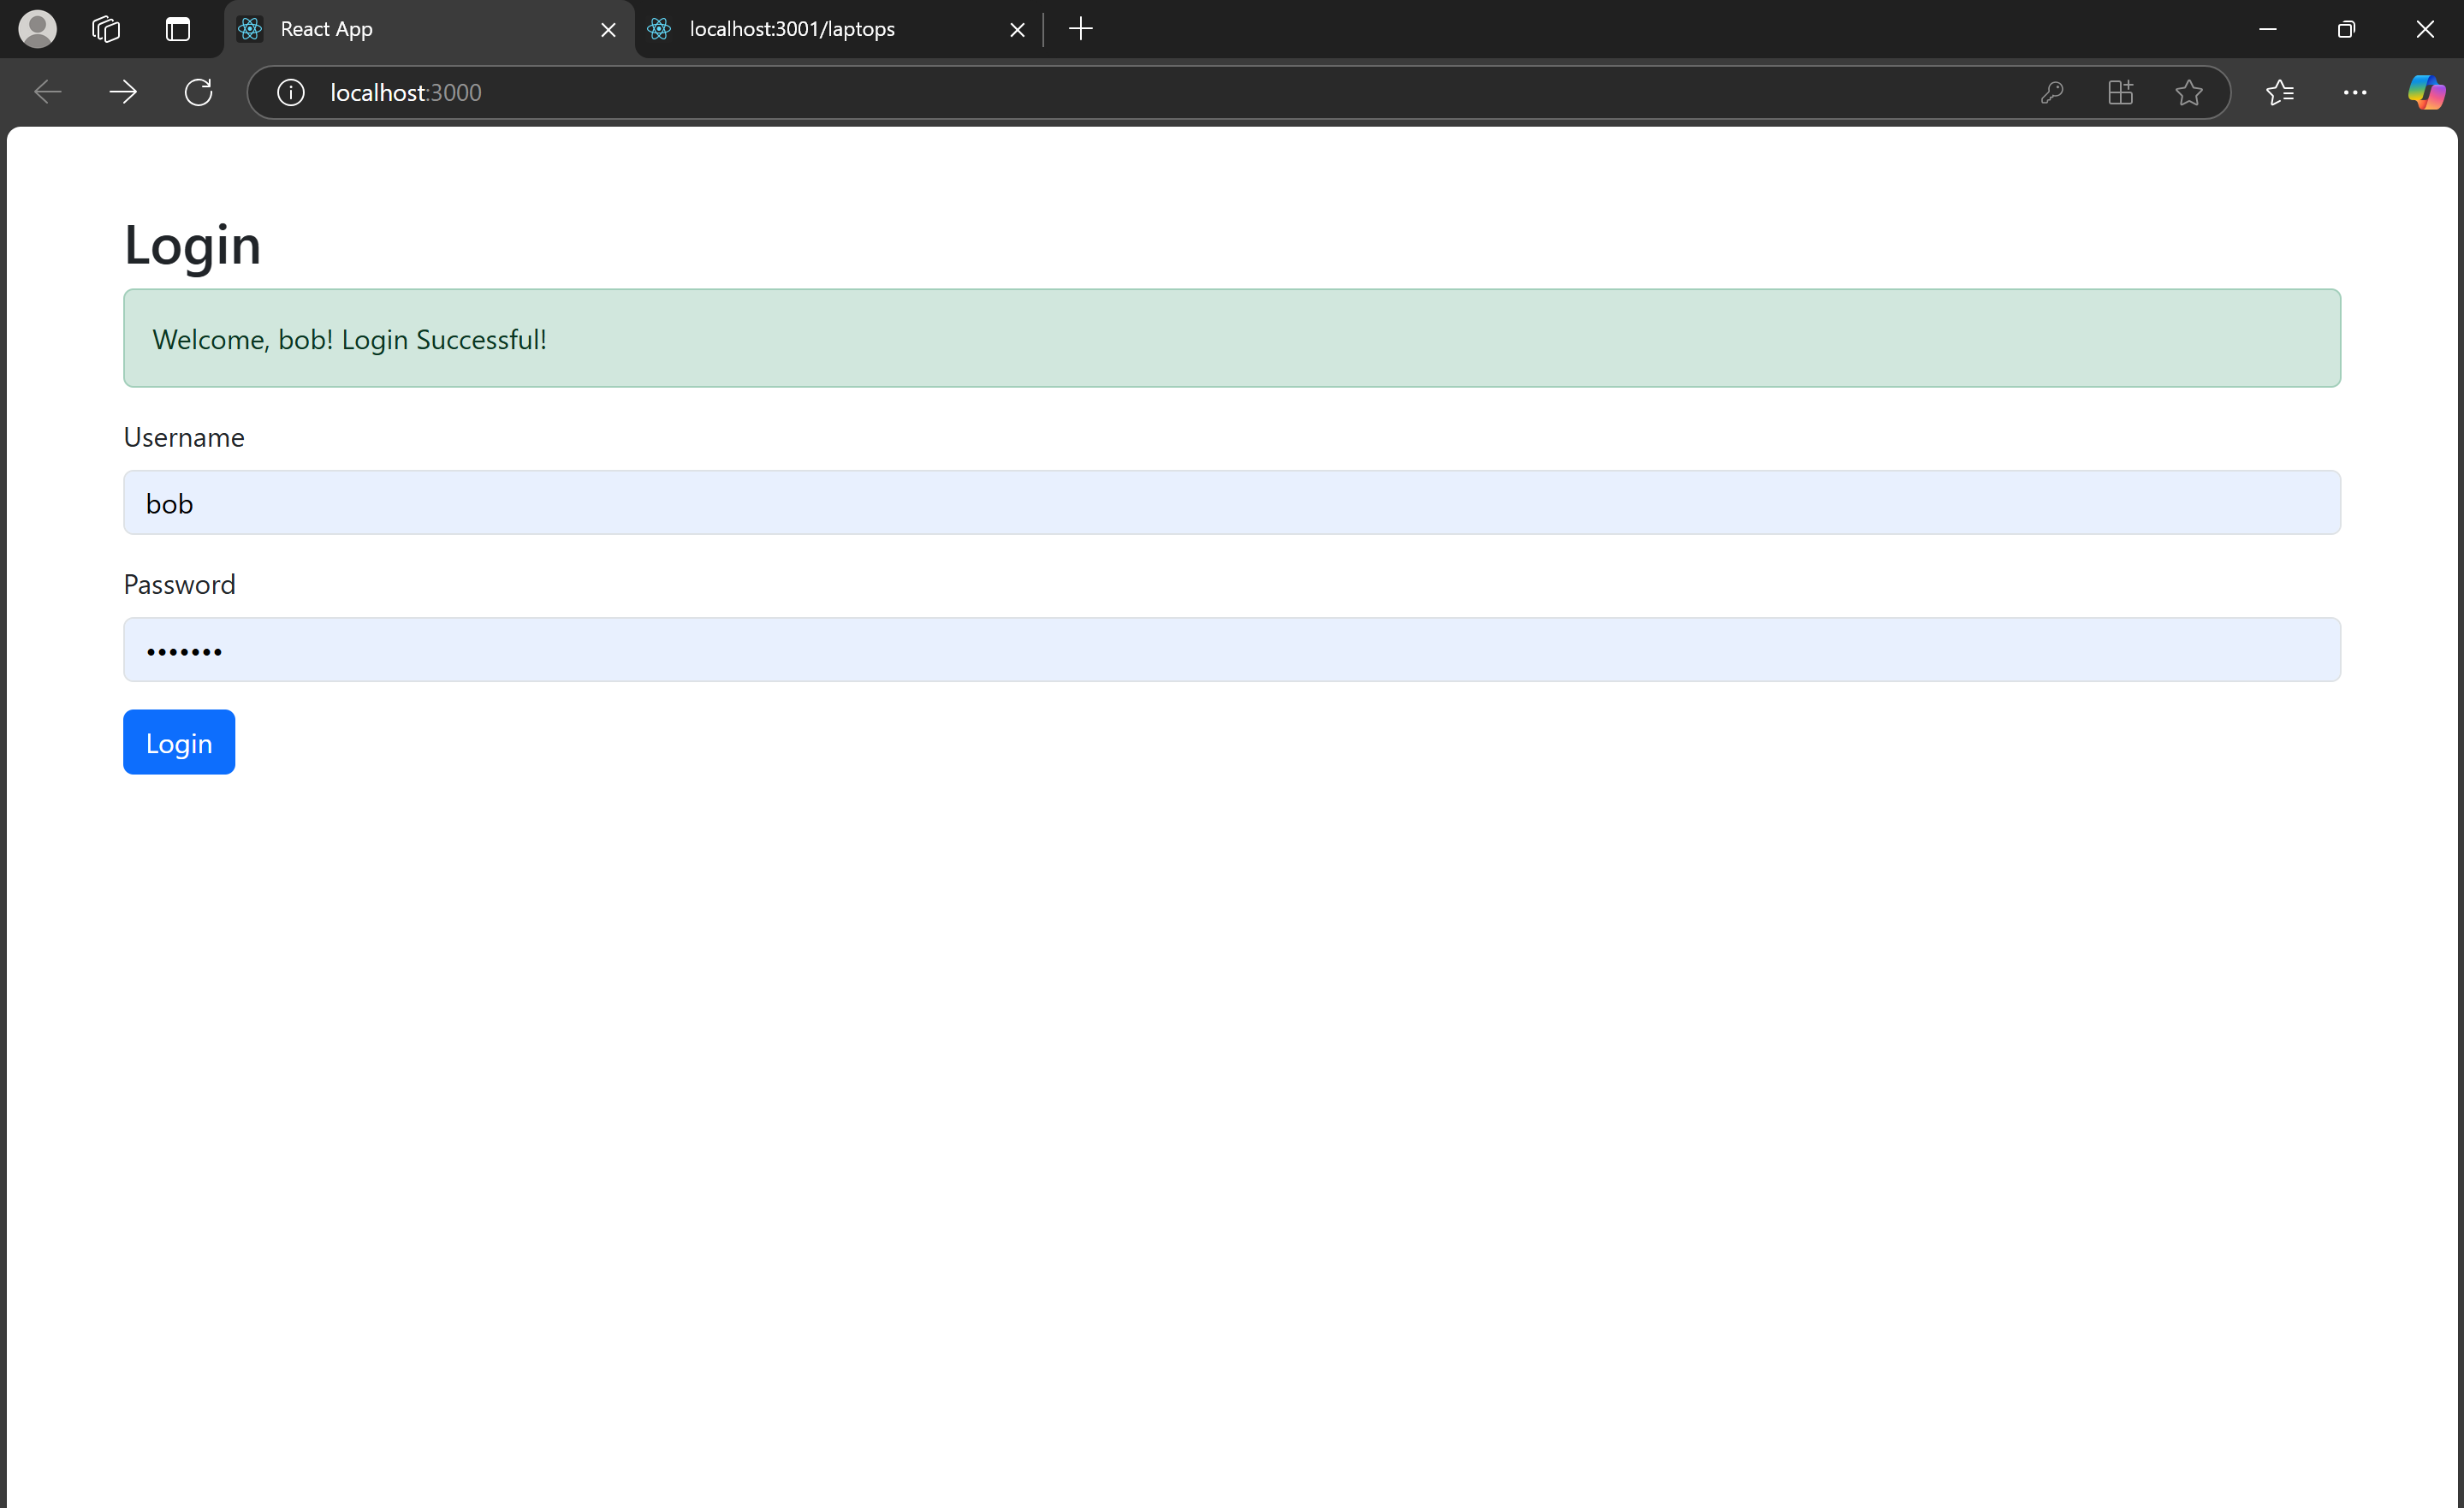 React App
localhost:3001/laptops
localhost:3000
Login
Welcome, bob! Login Successful!
Username
bob
Password
•••••••
Login